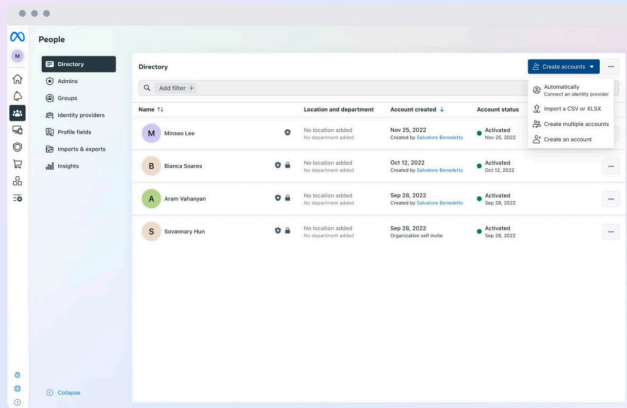 People
M
Directory
Admins
Groups
Identity providers
Profile fields
Imports & exports
Insights
Collapse
Directory
Create accounts
Add filter +
Automatically
Connect an identity provider
Import a CSV or XLSX
Create multiple accounts
Create an account
Name ↑↓ Location and department Account created ↓ Account status
M Minseo Lee No location added Nov 25, 2022 Activated
No department added Created by Salvatore Benedetto Nov 25, 2022
B Bianca Soares No location added Oct 12, 2022 Activated
No department added Created by Salvatore Benedetto Oct 12, 2022
A Aram Vahanyan No location added Sep 28, 2022 Activated
No department added Created by Salvatore Benedetto Sep 28, 2022
S Sovannary Hun No location added Sep 28, 2022 Activated
No department added Organization self invite Sep 28, 2022